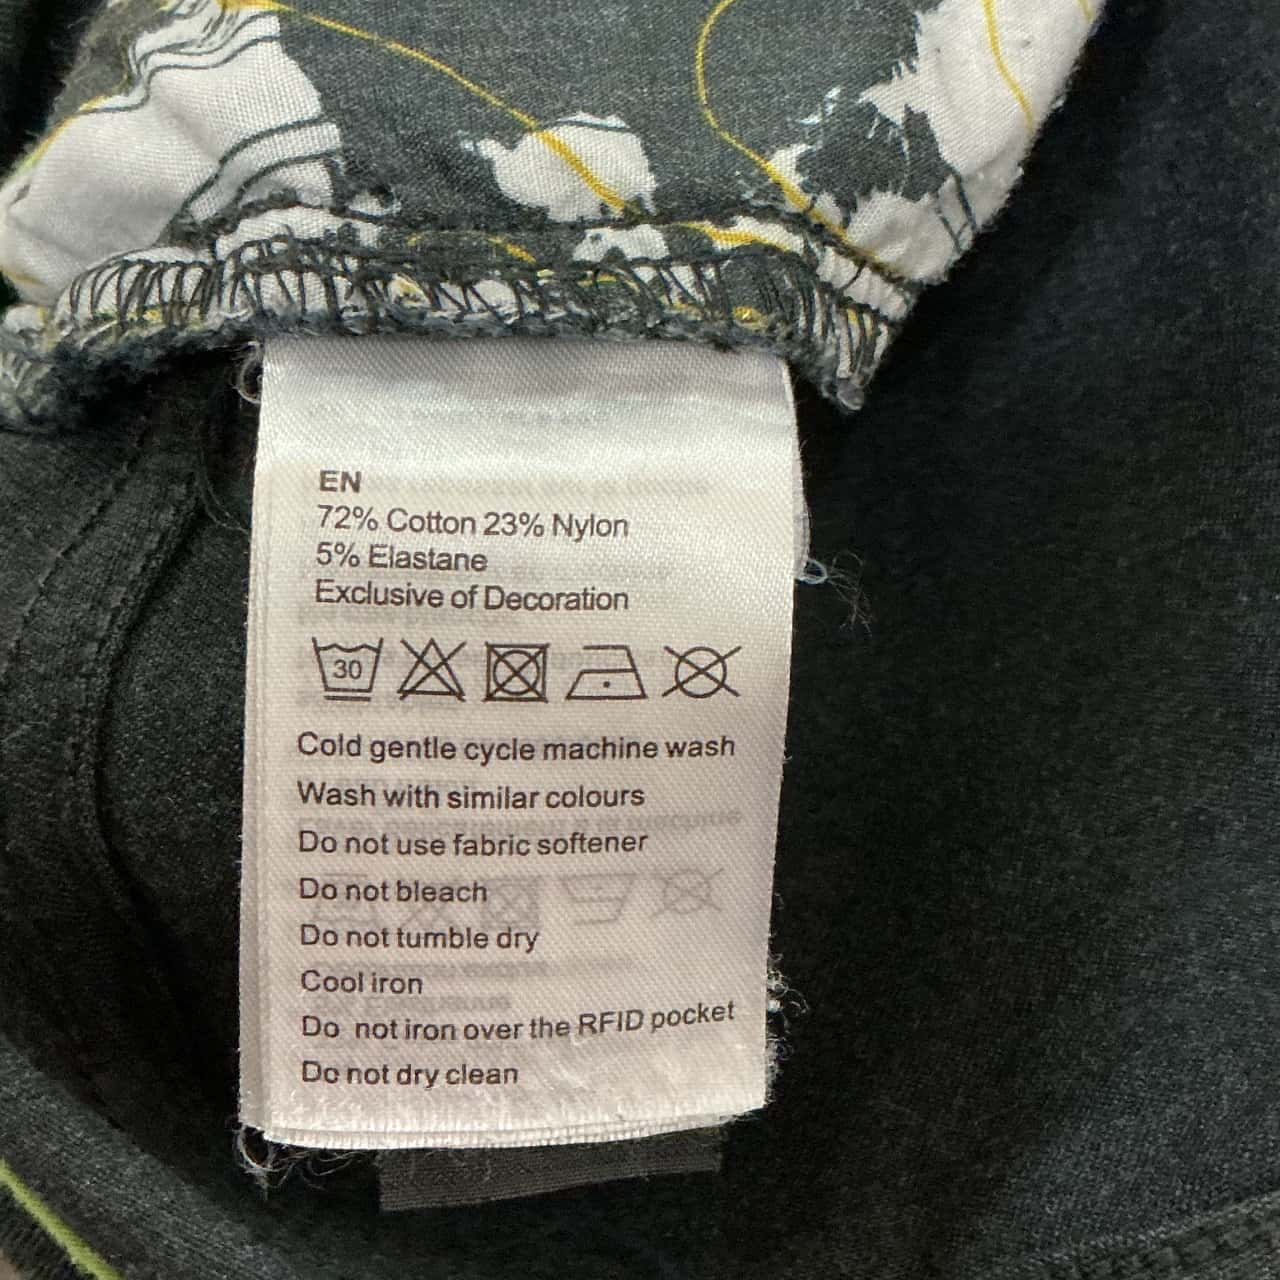 EN
72% Cotton 23% Nylon
5% Elastane
Exclusive of Decoration
30
Cold gentle cycle machine wash
Wash with similar colours
Do not use fabric softener
Do not bleach
Do not tumble dry
Cool iron
Do not iron over the RFID pocket
Do not dry clean